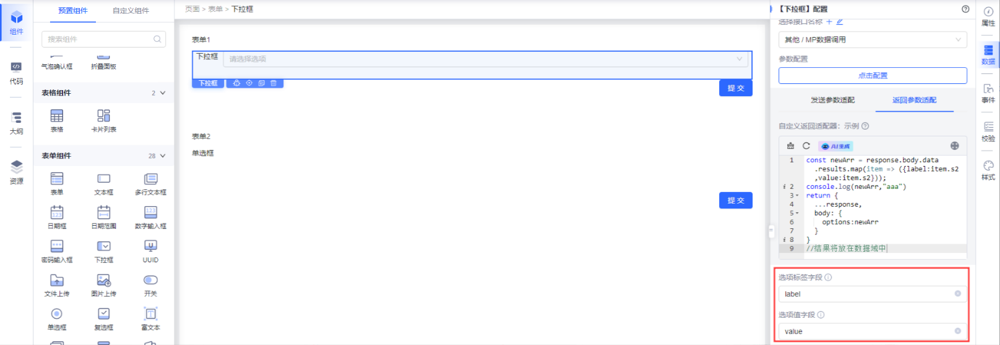 组件
代码
大纲
资源
预置组件
自定义组件
搜索组件
气泡确认框
折叠面板
表格组件
2
表格
卡片列表
表单组件
28
表单
文本框
多行文本框
日期框
日期范围
数字输入框
密码输入框
下拉框
UUID
文件上传
图片上传
开关
单选框
复选框
富文本
页面 > 表单 > 下拉框
表单1
下拉框
请选择选项
下拉框
提 交
表单2
单选框
提 交
【下拉框】配置
选择接口名称
其他 / MP数据调用
参数配置
点击配置
发送参数适配
返回参数适配
自定义返回适配器：示例
AI生成
1 const newArr = response.body.data
.results.map(item => ({label:item.s2
,value:item.s2}));
2 console.log(newArr,"aaa")
3 return {
4 ...response,
5 body: {
6 options:newArr
7 }
8 }
9 //结果将放在数据域中
选项标签字段
label
选项值字段
value
属性
数据
事件
校验
样式